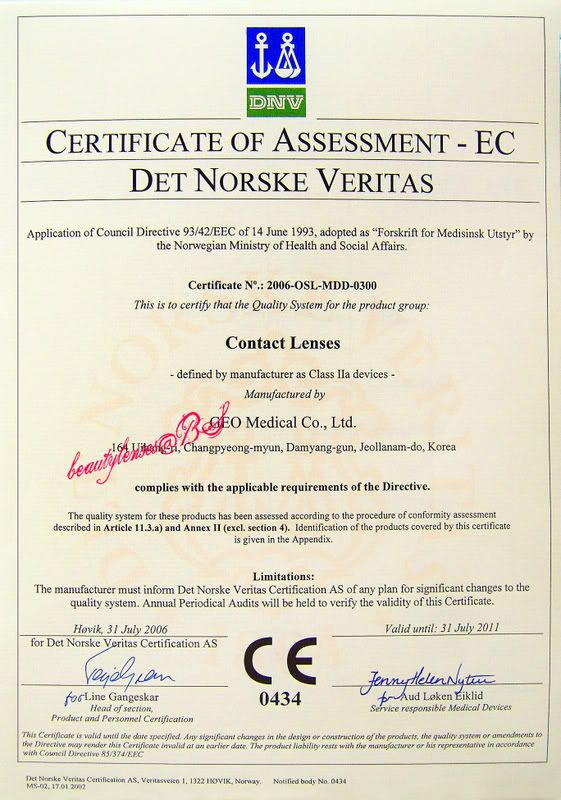 DNV
CERTIFICATE OF ASSESSMENT - EC
DET NORSKE VERITAS
Application of Council Directive 93/42/EEC of 14 June 1993, adopted as “Forskrift for Medisinsk Utstyr” by
the Norwegian Ministry of Health and Social Affairs.
Certificate Nº.: 2006-OSL-MDD-0300
This is to certify that the Quality System for the product group:
Contact Lenses
- defined by manufacturer as Class IIa devices -
Manufactured by
GEO Medical Co., Ltd.
beautylenses@BS
164 Changpyeong-myun, Damyang-gun, Jeollanam-do, Korea
complies with the applicable requirements of the Directive.
The quality system for these products has been assessed according to the procedure of conformity assessment
described in Article 11.3.a) and Annex II (excl. section 4). Identification of the products covered by this certificate
is given in the Appendix.
Limitations:
The manufacturer must inform Det Norske Veritas Certification AS of any plan for significant changes to the
quality system. Annual Periodical Audits will be held to verify the validity of this Certificate.
Høvik, 31 July 2006
for Det Norske Veritas Certification AS
for Line Gangeskar
Head of section,
Product and Personnel Certification
CE
0434
Valid until: 31 July 2011
for Aud Løken Eiklid
Service responsible Medical Devices
This Certificate is valid until the date specified. Any significant changes in the design or construction of the products, the quality system or amendments to
the Directive may render this Certificate invalid at an earlier date. The product liability rests with the manufacturer or his representative in accordance
with Council Directive 85/374/EEC
Det Norske Veritas Certification AS, Veritasveien 1, 1322 HØVIK, Norway. Notified body No. 0434
MS-02, 17.01.2002